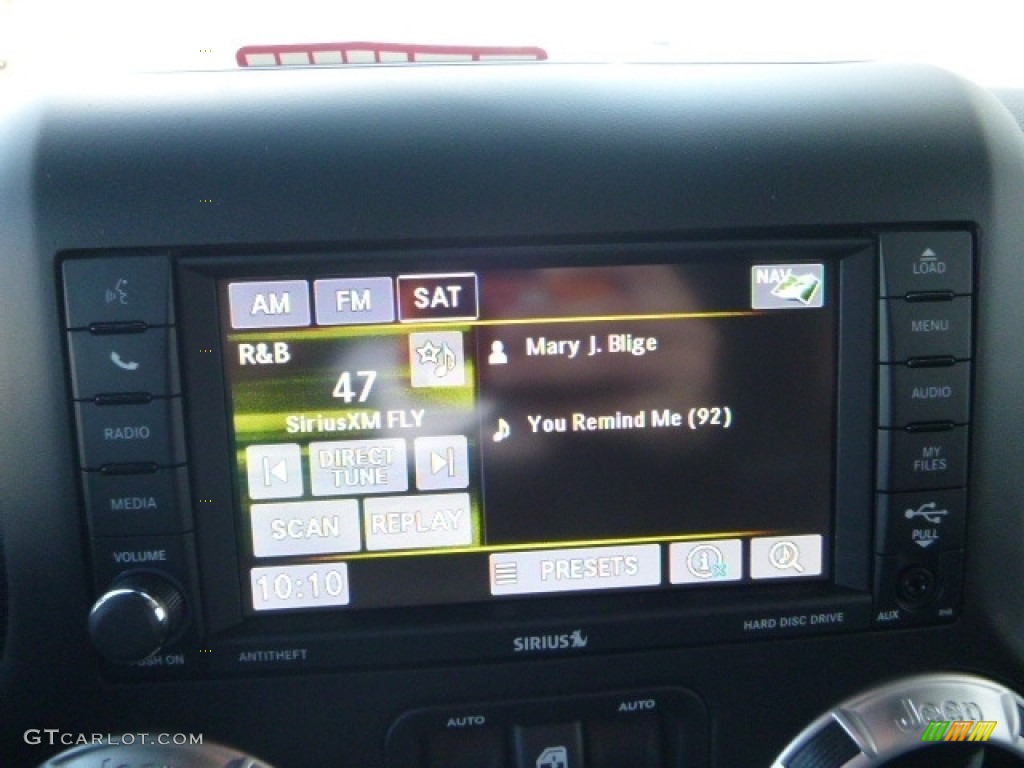 LOAD
AM FM SAT NAV
MENU
R&B
Mary J. Blige
47
AUDIO
SiriusXM FLY
You Remind Me (92)
RADIO
DIRECT TUNE
MY FILES
MEDIA
SCAN REPLAY
PULL
VOLUME
10:10 PRESETS
AUX
HARD DISC DRIVE
SIRIUS
ANTITHEFT
AUTO AUTO
Jeep
GTCARLOT.COM